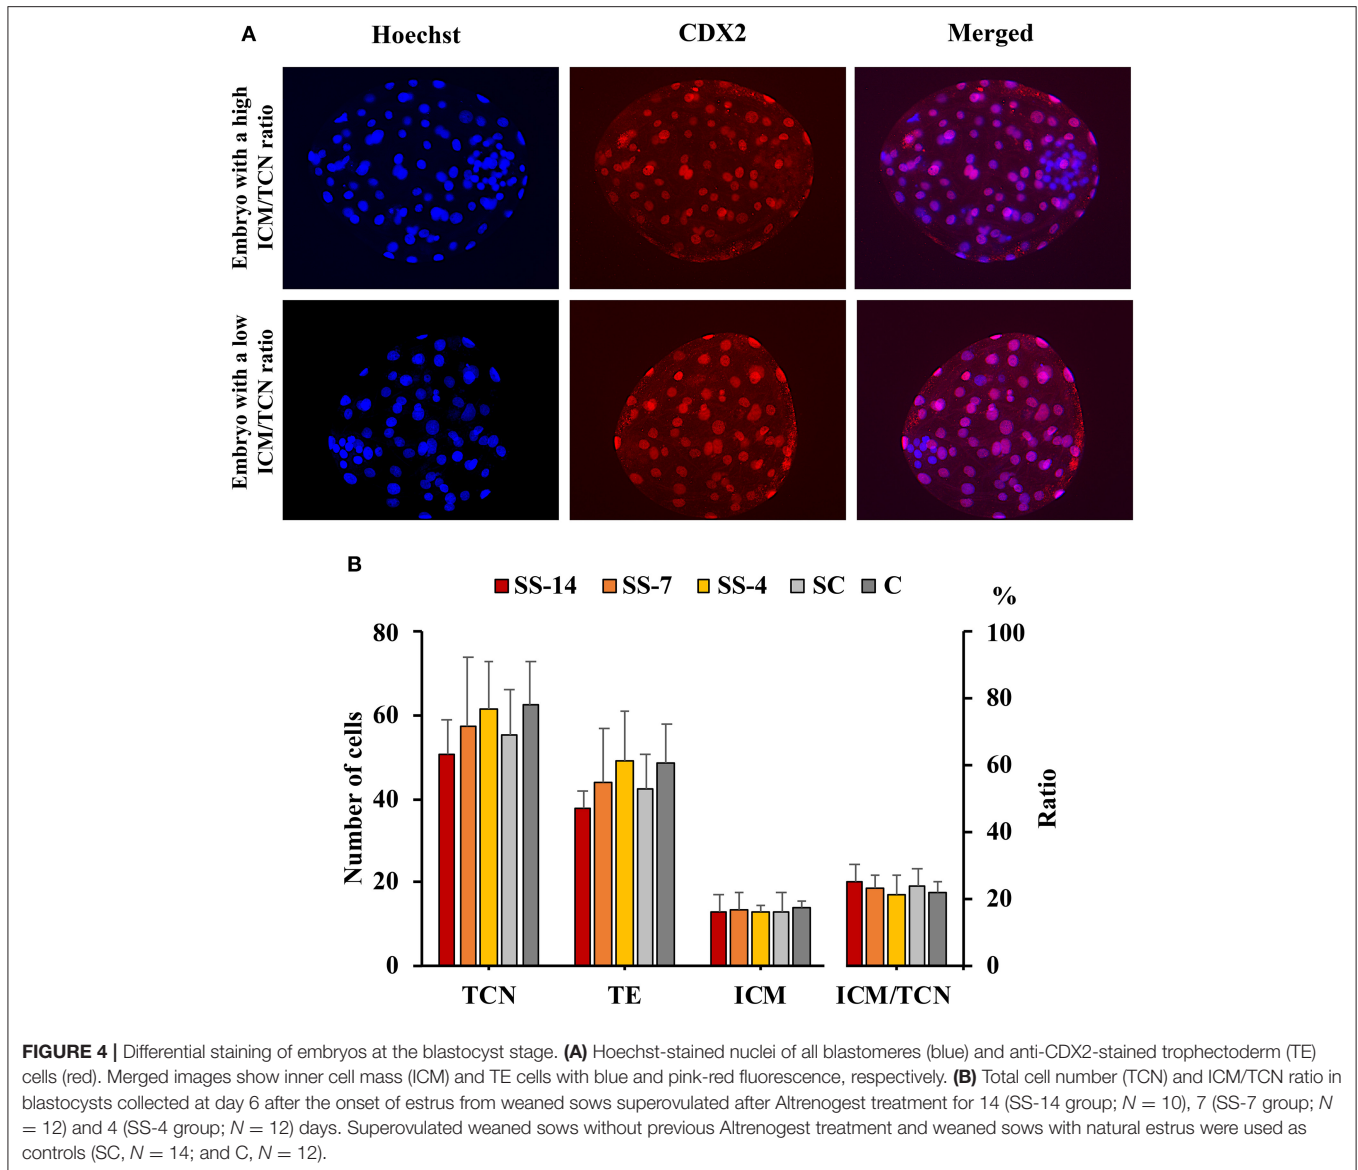 A
Hoechst
CDX2
Merged
Embryo with a high
ICM/TCN ratio
Embryo with a low
ICM/TCN ratio
B
SS-14 SS-7 SS-4 SC C
%
80
60
40
20
0
Number of cells
100
80
60
40
20
0
Ratio
TCN TE ICM ICM/TCN
FIGURE 4 | Differential staining of embryos at the blastocyst stage. (A) Hoechst-stained nuclei of all blastomeres (blue) and anti-CDX2-stained trophectoderm (TE)
cells (red). Merged images show inner cell mass (ICM) and TE cells with blue and pink-red fluorescence, respectively. (B) Total cell number (TCN) and ICM/TCN ratio in
blastocysts collected at day 6 after the onset of estrus from weaned sows superovulated after Altrenogest treatment for 14 (SS-14 group; N = 10), 7 (SS-7 group; N
= 12) and 4 (SS-4 group; N = 12) days. Superovulated weaned sows without previous Altrenogest treatment and weaned sows with natural estrus were used as
controls (SC, N = 14; and C, N = 12).